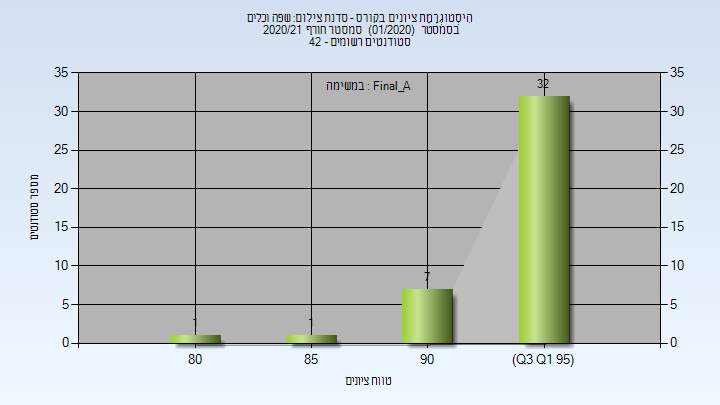 היסטוגרמת ציונים בקורס - סדנת צילום: שפה וכלים
בסמסטר (01/2020) סמסטר חורף 2020/21
סטודנטים רשומים - 42
במשימה : Final_A
35 35
30 30
25 25
20 20
15 15
10 10
5 5
0 0
מספר סטודנטים
1 1 7 32
80 85 90 (Q3 Q1 95)
טווח ציונים